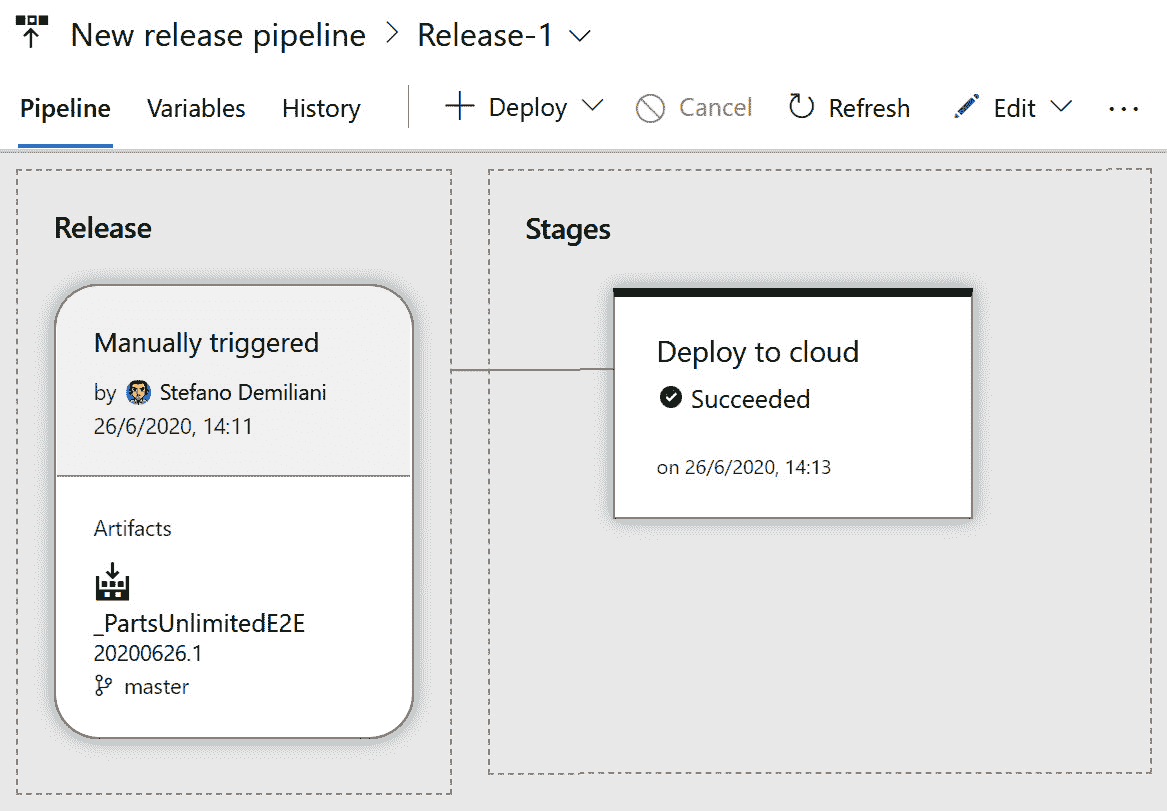 New release pipeline > Release-1
Pipeline Variables History Deploy Cancel Refresh Edit ...
Release
Manually triggered
by Stefano Demiliani
26/6/2020, 14:11
Artifacts
_PartsUnlimitedE2E
20200626.1
master
Stages
Deploy to cloud
Succeeded
on 26/6/2020, 14:13